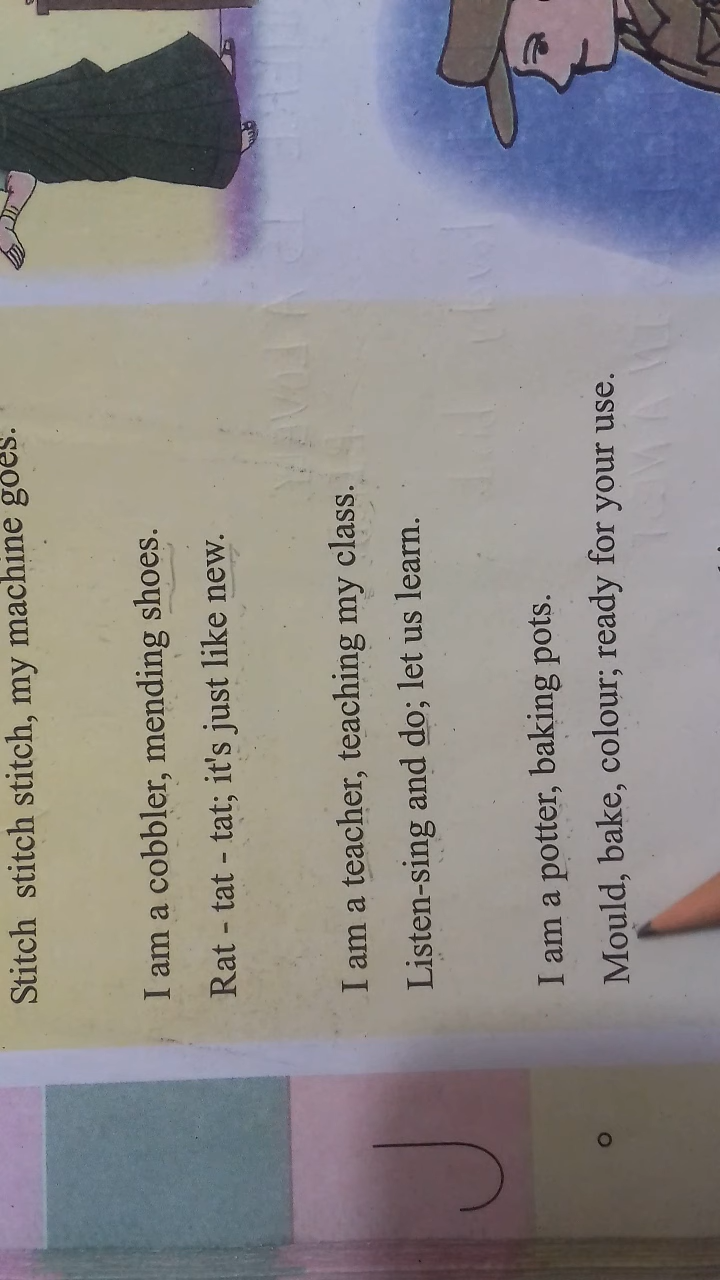 Stitch stitch stitch, my machine goes.
I am a cobbler, mending shoes.
Rat - tat - tat; it's just like new.
I am a teacher, teaching my class.
Listen-sing and do; let us learn.
I am a potter, baking pots.
Mould, bake, colour; ready for your use.